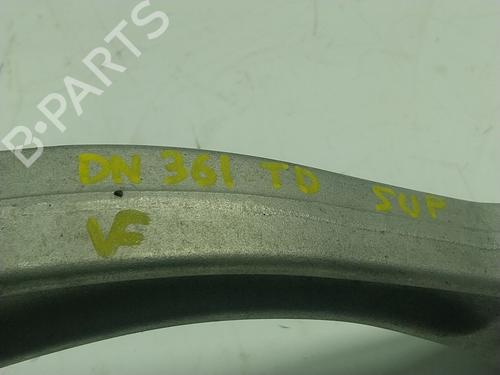 B-PARTS
DN 361 TD SUP
VF